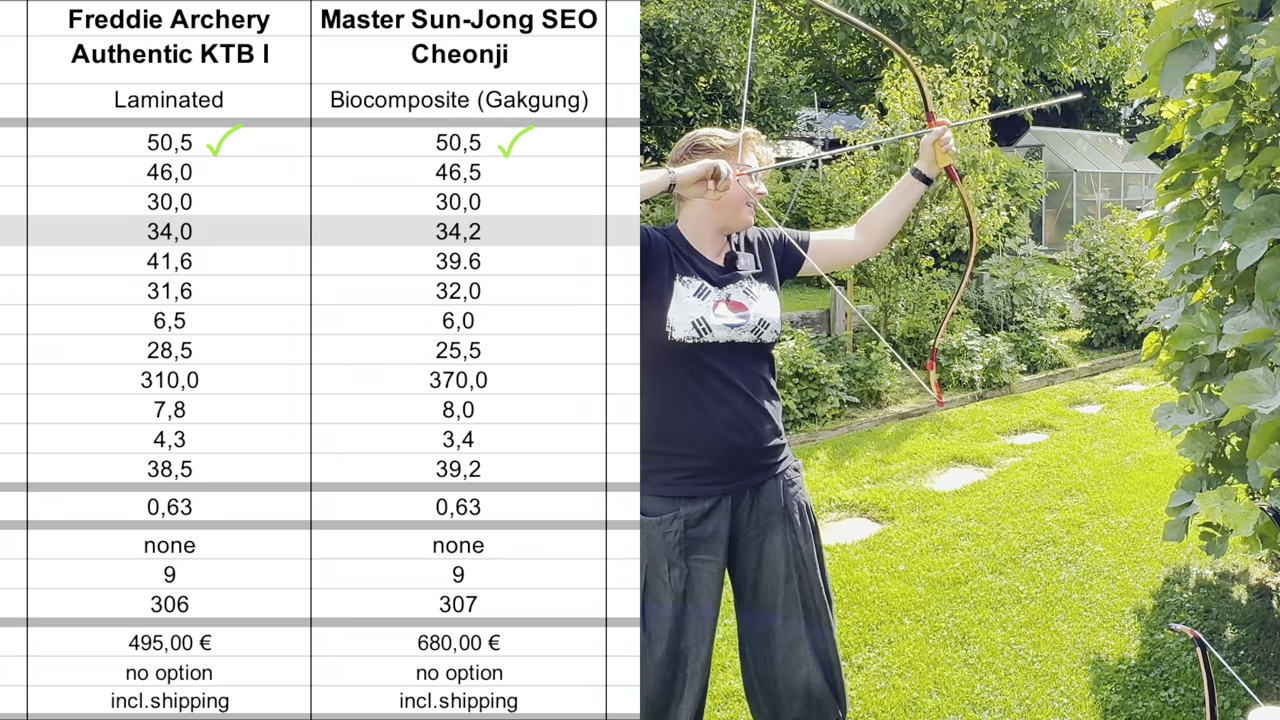 Freddie Archery Master Sun-Jong SEO
Authentic KTB I Cheonji
Laminated Biocomposite (Gakgung)
50,5 50,5
46,0 46,5
30,0 30,0
34,0 34,2
41,6 39.6
31,6 32,0
6,5 6,0
28,5 25,5
310,0 370,0
7,8 8,0
4,3 3,4
38,5 39,2
0,63 0,63
none none
9 9
306 307
495,00 € 680,00 €
no option no option
incl.shipping incl.shipping